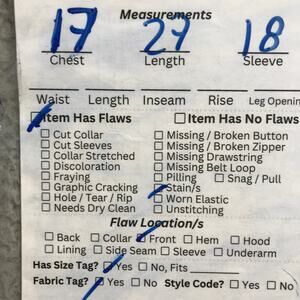 Measurements
17 27 18
Chest Length Sleeve
Waist Length Inseam Rise Leg Opening
Item Has Flaws Item Has No Flaws
Cut Collar Missing / Broken Button
Cut Sleeves Missing / Broken Zipper
Collar Stretched Missing Drawstring
Discoloration Missing Belt Loop
Fraying Pilling Snag / Pull
Graphic Cracking Stain/s
Hole / Tear / Rip Worn Elastic
Needs Dry Clean Unstitching
Flaw Location/s
Back Collar Front Hem Hood
Lining Side Seam Sleeve Underarm
Has Size Tag? Yes No, Fits
Fabric Tag? Yes No Style Code? Yes